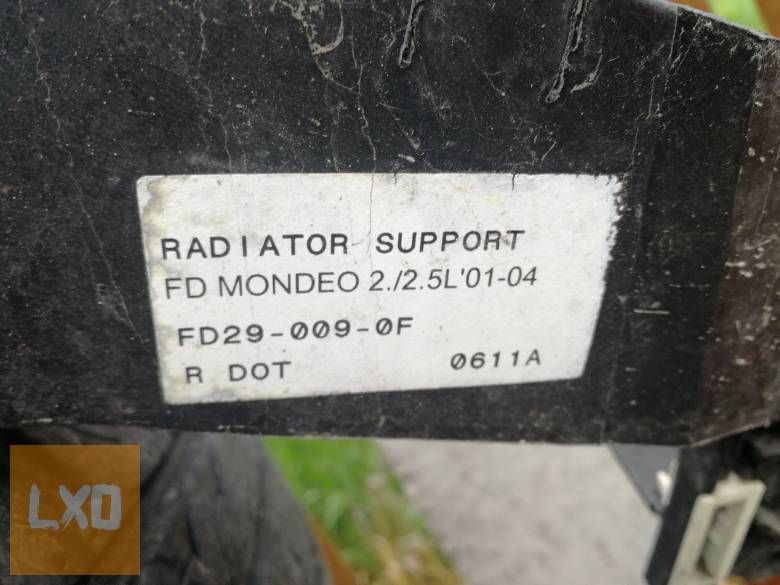 RADIATOR SUPPORT
FD MONDEO 2./2.5L'01-04
FD29-009-0F
R DOT 0611A
LXO